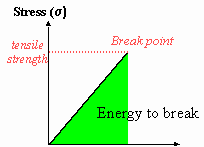 Stress (σ)
tensile
strength
Break point
Energy to break